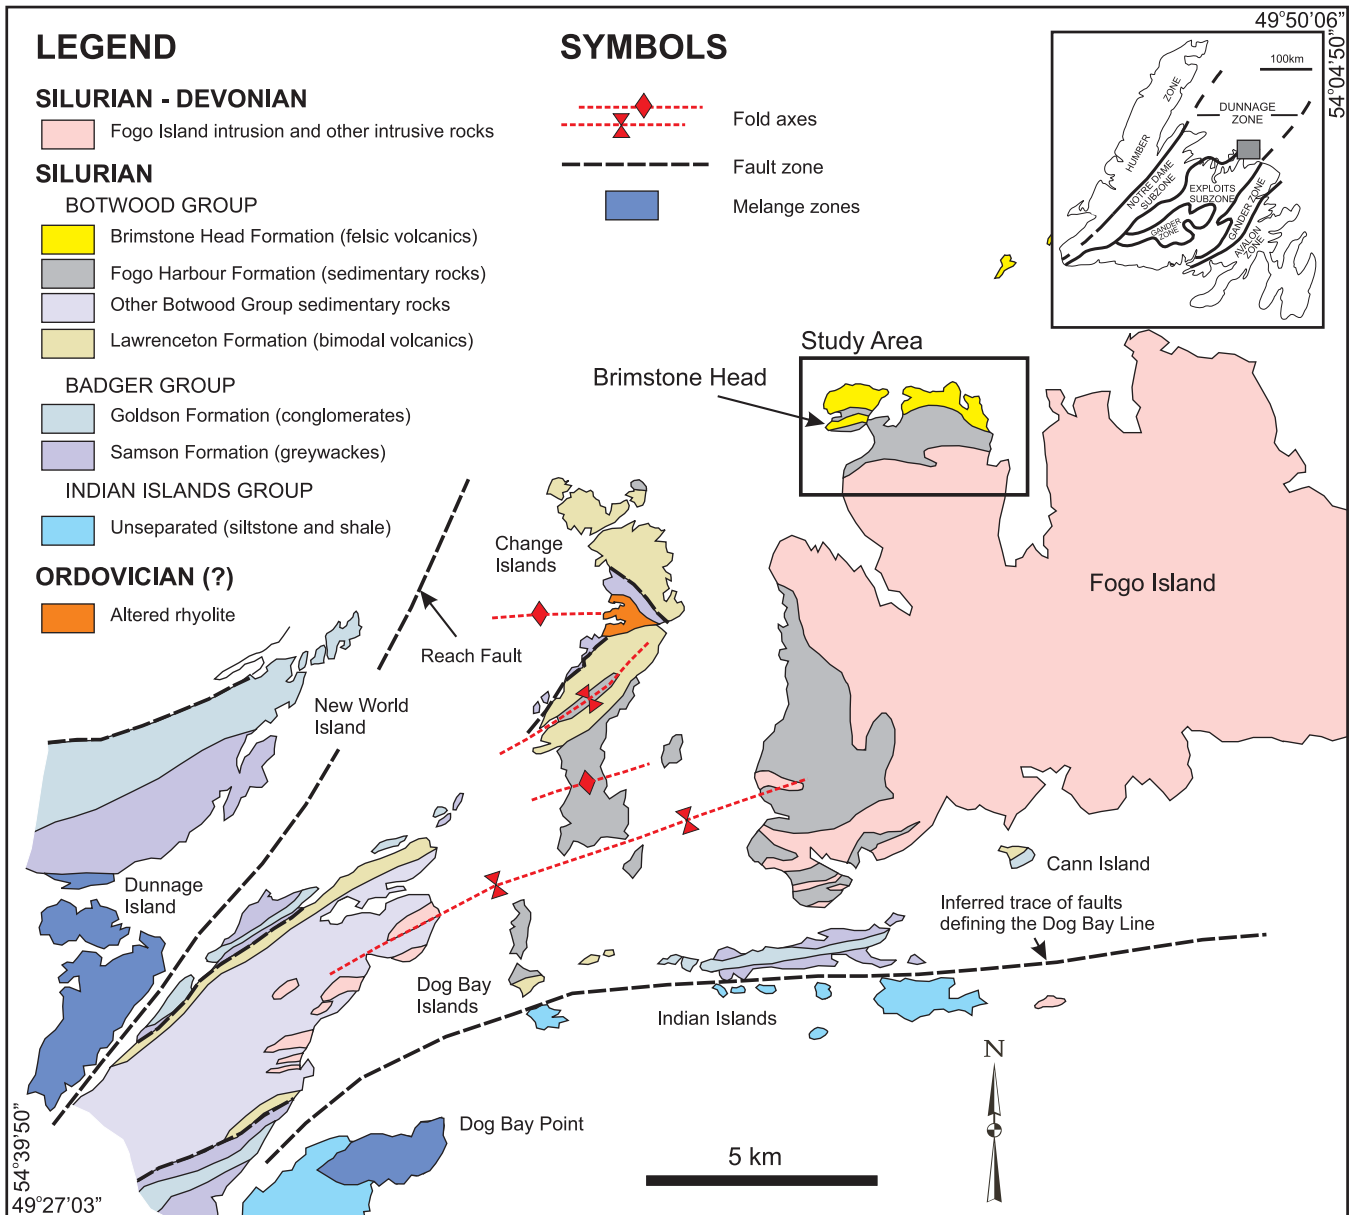 LEGEND
SILURIAN - DEVONIAN
Fogo Island intrusion and other intrusive rocks
SILURIAN
BOTWOOD GROUP
Brimstone Head Formation (felsic volcanics)
Fogo Harbour Formation (sedimentary rocks)
Other Botwood Group sedimentary rocks
Lawrenceton Formation (bimodal volcanics)
BADGER GROUP
Goldson Formation (conglomerates)
Samson Formation (greywackes)
INDIAN ISLANDS GROUP
Unseparated (siltstone and shale)
ORDOVICIAN (?)
Altered rhyolite
SYMBOLS
Fold axes
Fault zone
Melange zones
49°50'06"
54°04'50"
100km
DUNNAGE
ZONE
HUMBER
ZONE
NOTRE DAME
SUBZONE
EXPLOITS
SUBZONE
GANDER
ZONE
GANDER ZONE
AVALON
ZONE
Study Area
Brimstone Head
Change
Islands
Fogo Island
Reach Fault
New World
Island
Dunnage
Island
Cann Island
Inferred trace of faults
defining the Dog Bay Line
Dog Bay
Islands
Indian Islands
N
Dog Bay Point
5 km
54°39'50"
49°27'03"